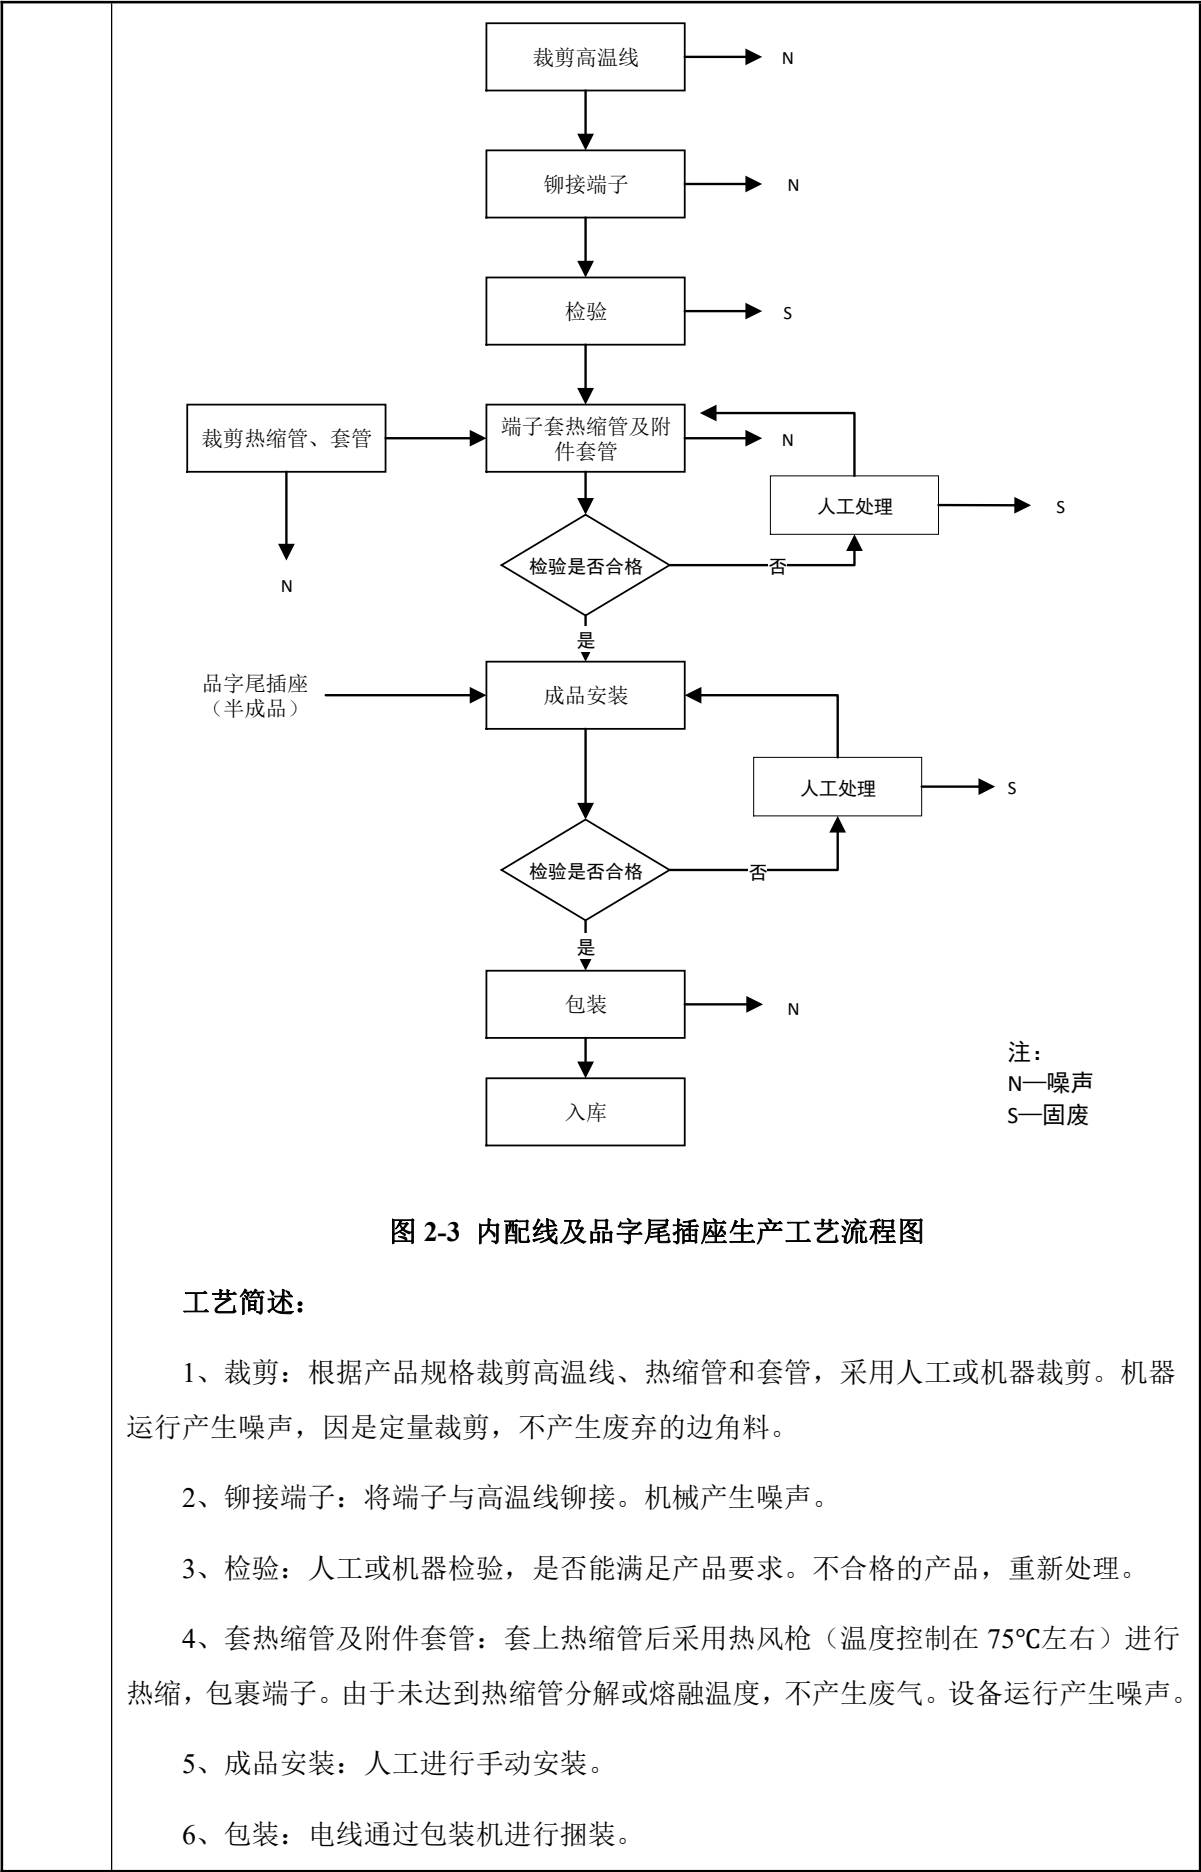 裁剪高温线
N
铆接端子
N
检验
S
裁剪热缩管、套管
端子套热缩管及附
件套管
N
人工处理
S
N
检验是否合格
否
是
品字尾插座
（半成品）
成品安装
人工处理
S
检验是否合格
否
是
包装
N
入库
注：
N—噪声
S—固废
图 2-3 内配线及品字尾插座生产工艺流程图
工艺简述：
1、裁剪：根据产品规格裁剪高温线、热缩管和套管，采用人工或机器裁剪。机器
运行产生噪声，因是定量裁剪，不产生废弃的边角料。
2、铆接端子：将端子与高温线铆接。机械产生噪声。
3、检验：人工或机器检验，是否能满足产品要求。不合格的产品，重新处理。
4、套热缩管及附件套管：套上热缩管后采用热风枪（温度控制在 75℃左右）进行
热缩，包裹端子。由于未达到热缩管分解或熔融温度，不产生废气。设备运行产生噪声。
5、成品安装：人工进行手动安装。
6、包装：电线通过包装机进行捆装。